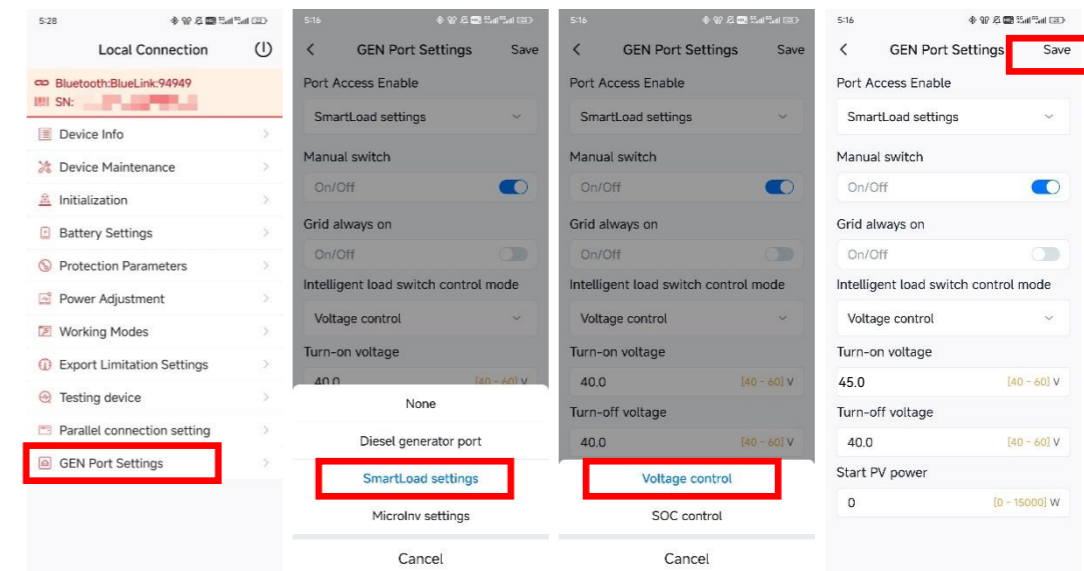 5:28
Local Connection
Bluetooth:BlueLink:94949
SN:
Device Info
Device Maintenance
Initialization
Battery Settings
Protection Parameters
Power Adjustment
Working Modes
Export Limitation Settings
Testing device
Parallel connection setting
GEN Port Settings
5:16
GEN Port Settings Save
Port Access Enable
SmartLoad settings
Manual switch
On/Off
Grid always on
On/Off
Intelligent load switch control mode
Voltage control
Turn-on voltage
40.0 [40 - 60] V
None
Diesel generator port
SmartLoad settings
MicroInv settings
Cancel
5:16
GEN Port Settings Save
Port Access Enable
SmartLoad settings
Manual switch
On/Off
Grid always on
On/Off
Intelligent load switch control mode
Voltage control
Turn-on voltage
40.0 [40 - 60] V
Turn-off voltage
40.0 [40 - 60] V
Voltage control
SOC control
Cancel
5:16
GEN Port Settings Save
Port Access Enable
SmartLoad settings
Manual switch
On/Off
Grid always on
On/Off
Intelligent load switch control mode
Voltage control
Turn-on voltage
45.0 [40 - 60] V
Turn-off voltage
40.0 [40 - 60] V
Start PV power
0 [0 - 15000] W